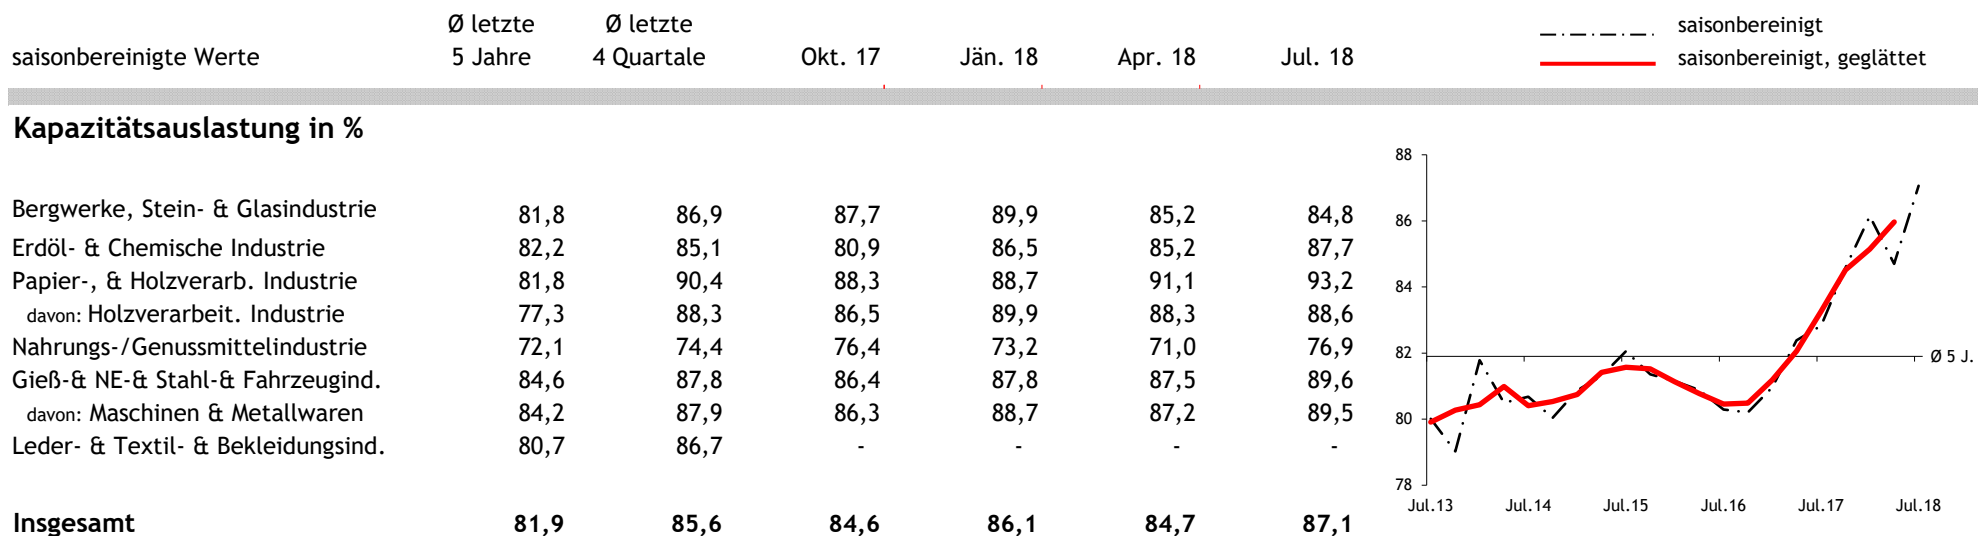 Ø letzte Ø letzte
saisonbereinigte Werte 5 Jahre 4 Quartale Okt. 17 Jän. 18 Apr. 18 Jul. 18
saisonbereinigt
saisonbereinigt, geglättet
Kapazitätsauslastung in %
Bergwerke, Stein- & Glasindustrie 81,8 86,9 87,7 89,9 85,2 84,8
Erdöl- & Chemische Industrie 82,2 85,1 80,9 86,5 85,2 87,7
Papier-, & Holzverarb. Industrie 81,8 90,4 88,3 88,7 91,1 93,2
davon: Holzverarbeit. Industrie 77,3 88,3 86,5 89,9 88,3 88,6
Nahrungs-/Genussmittelindustrie 72,1 74,4 76,4 73,2 71,0 76,9
Gieß-& NE-& Stahl-& Fahrzeugind. 84,6 87,8 86,4 87,8 87,5 89,6
davon: Maschinen & Metallwaren 84,2 87,9 86,3 88,7 87,2 89,5
Leder- & Textil- & Bekleidungsind. 80,7 86,7 - - - -
Insgesamt 81,9 85,6 84,6 86,1 84,7 87,1
88
86
84
82
80
78
Ø 5 J.
Jul.13 Jul.14 Jul.15 Jul.16 Jul.17 Jul.18